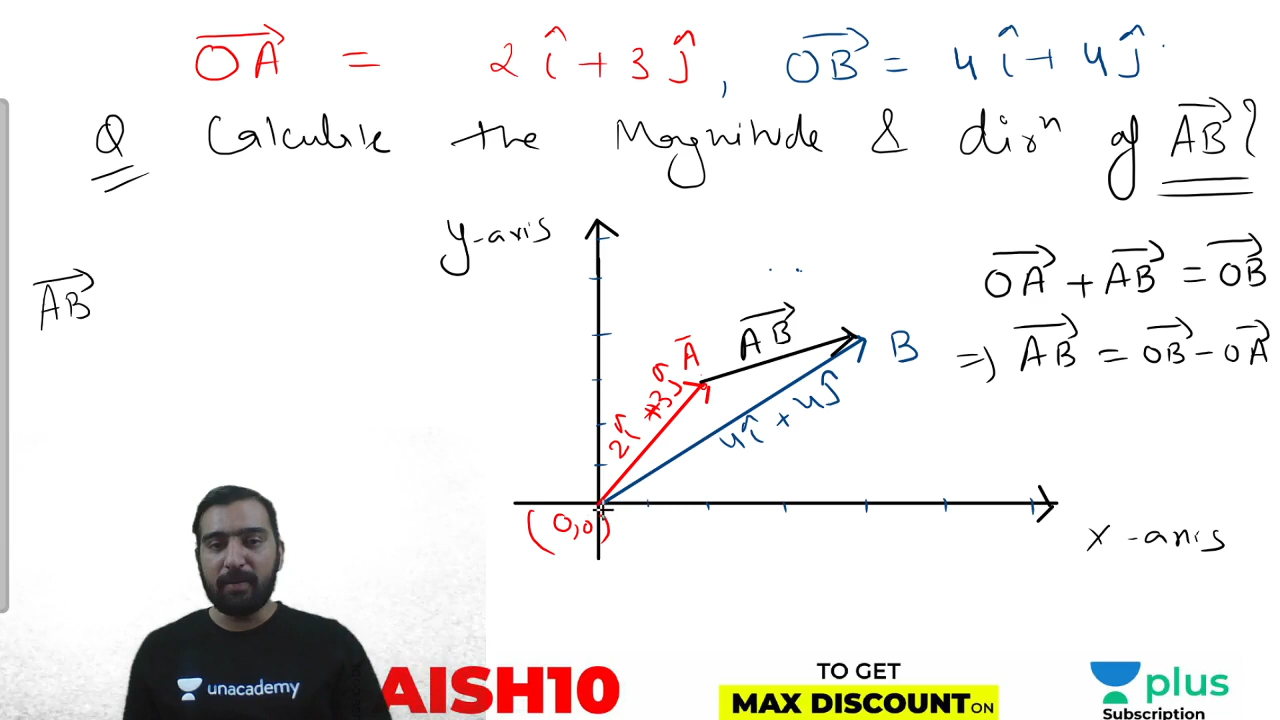 OA = 2î + 3ĵ, OB = 4î + 4ĵ
Q Calculate the Magnitude & dirⁿ of AB?
y-axis
OA + AB = OB
AB
AB
A
B
=) AB = OB - OA
2î + 3ĵ
4î + 4ĵ
(0,0)
x-axis
unacademy
AISH10
TO GET
MAX DISCOUNT ON
plus
Subscription